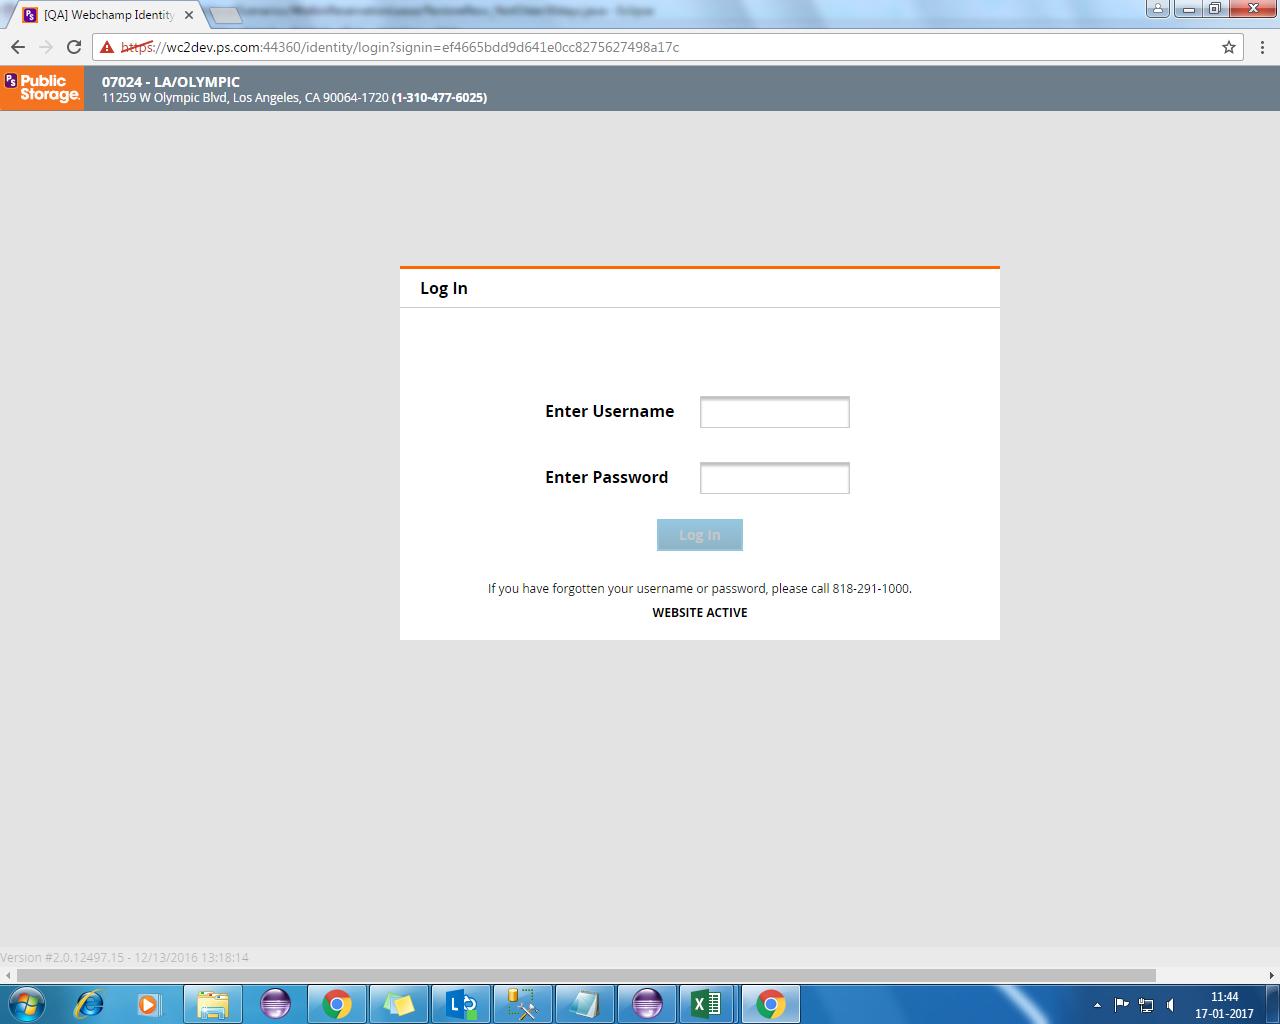 [QA] Webchamp Identity
https://wc2dev.ps.com:44360/identity/login?signin=ef4665bdd9d641e0cc8275627498a17c
PS Public Storage.
07024 - LA/OLYMPIC
11259 W Olympic Blvd, Los Angeles, CA 90064-1720 (1-310-477-6025)
Log In
Enter Username
Enter Password
Log In
If you have forgotten your username or password, please call 818-291-1000.
WEBSITE ACTIVE
Version #2.0.12497.15 - 12/13/2016 13:18:14
11:44
17-01-2017